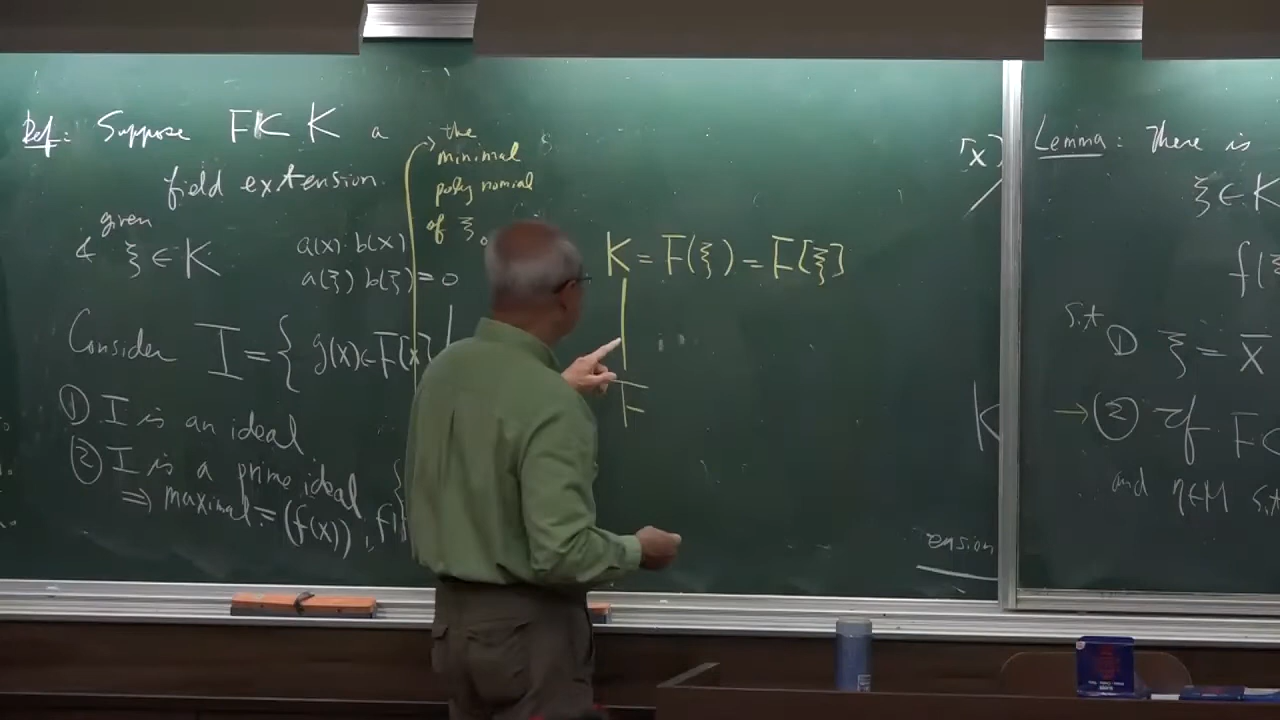 Def: Suppose F ⊂ K a
field extension.
given
& ξ ∈ K
a(x) · b(x)
a(ξ) b(ξ) = 0
Consider I = { g(x) ∈ F[x] |
① I is an ideal.
② I is a prime ideal
⇒ maximal = (f(x)),
the
minimal
polynomial
of ξ
K = F(ξ) = F[ξ]
F
[x]
K
ension
Lemma: There is
ξ ∈ K
f(ξ
s.t ① ξ = x̄
→ ② If F ⊂
and η ∈ M s.t